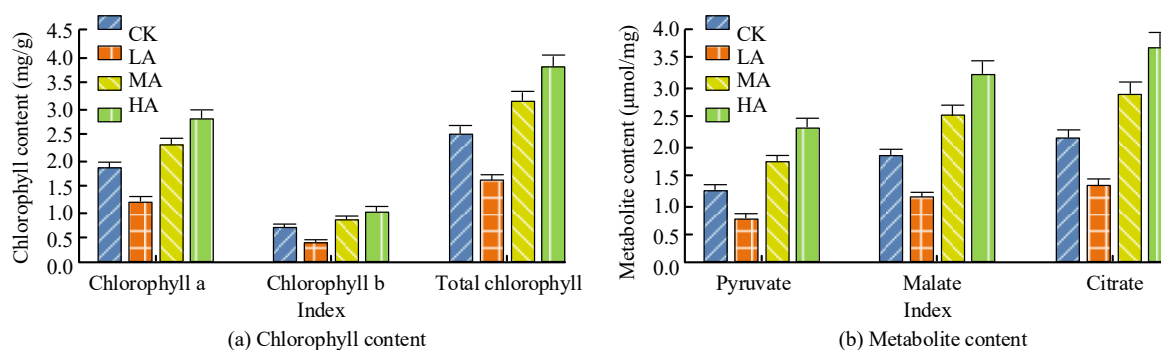 Chlorophyll content (mg/g)
4.5
4.0
3.5
3.0
2.5
2.0
1.5
1.0
0.5
0.0
CK
LA
MA
HA
Chlorophyll a
Chlorophyll b
Total chlorophyll
Index
(a) Chlorophyll content
Metabolite content (μmol/mg)
4.0
3.5
3.0
2.5
2.0
1.5
1.0
0.5
0.0
CK
LA
MA
HA
Pyruvate
Malate
Citrate
Index
(b) Metabolite content